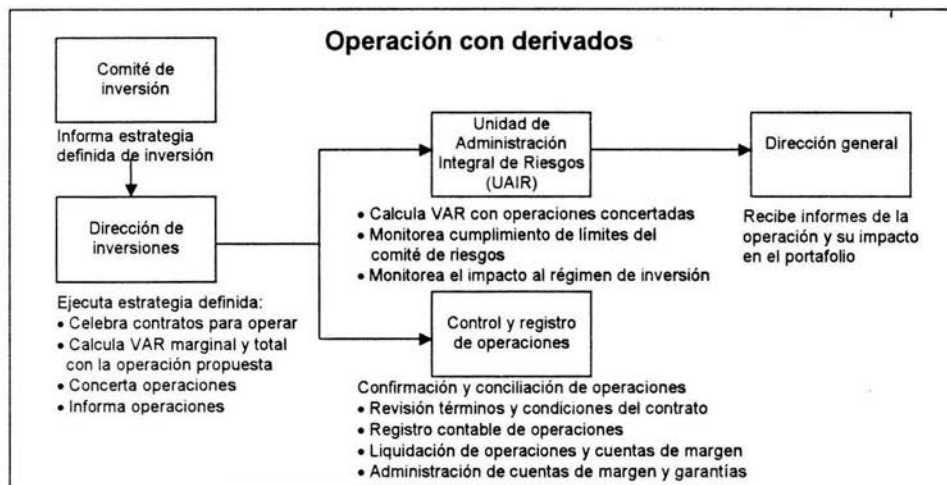 Operación con derivados
Comité de
inversión
Informa estrategia
definida de inversión
Dirección de
inversiones
Ejecuta estrategia definida:
• Celebra contratos para operar
• Calcula VAR marginal y total
con la operación propuesta
• Concerta operaciones
• Informa operaciones
Unidad de
Administración
Integral de Riesgos
(UAIR)
• Calcula VAR con operaciones concertadas
• Monitorea cumplimiento de límites del
comité de riesgos
• Monitorea el impacto al régimen de inversión
Dirección general
Recibe informes de la
operación y su impacto
en el portafolio
Control y registro
de operaciones
Confirmación y conciliación de operaciones
• Revisión términos y condiciones del contrato
• Registro contable de operaciones
• Liquidación de operaciones y cuentas de margen
• Administración de cuentas de margen y garantías